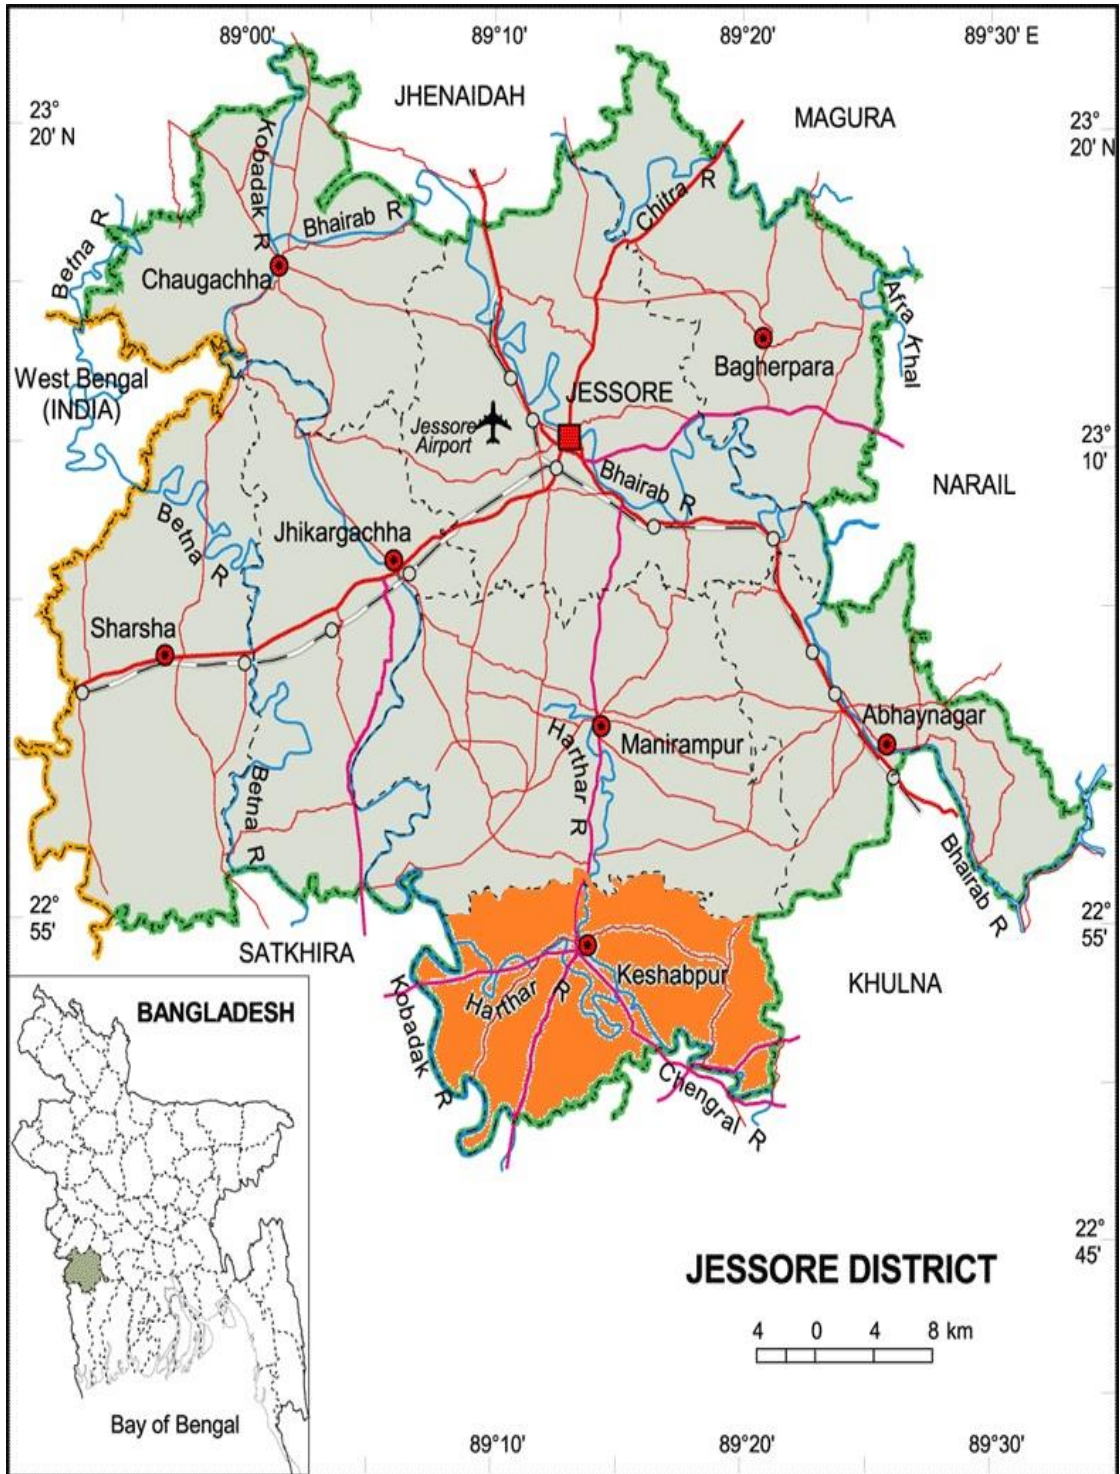 89°00'
89°10'
89°20'
89°30' E
JHENAIDAH
MAGURA
23°
20' N
23°
20' N
Kobadak R
Bhairab R
Chitra R
Betna R
Chaugachha
Afra Khal
West Bengal
(INDIA)
Bagherpara
JESSORE
Jessore
Airport
23°
10'
Bhairab R
NARAIL
Betna R
Jhikargachha
Sharsha
Abhaynagar
Manirampur
Harthar R
Betna R
Bhairab R
22°
55'
22°
55'
SATKHIRA
KHULNA
Keshabpur
Harthar R
Kobadak R
Chengral R
BANGLADESH
22°
45'
JESSORE DISTRICT
4 0 4 8 km
Bay of Bengal
89°10'
89°20'
89°30'